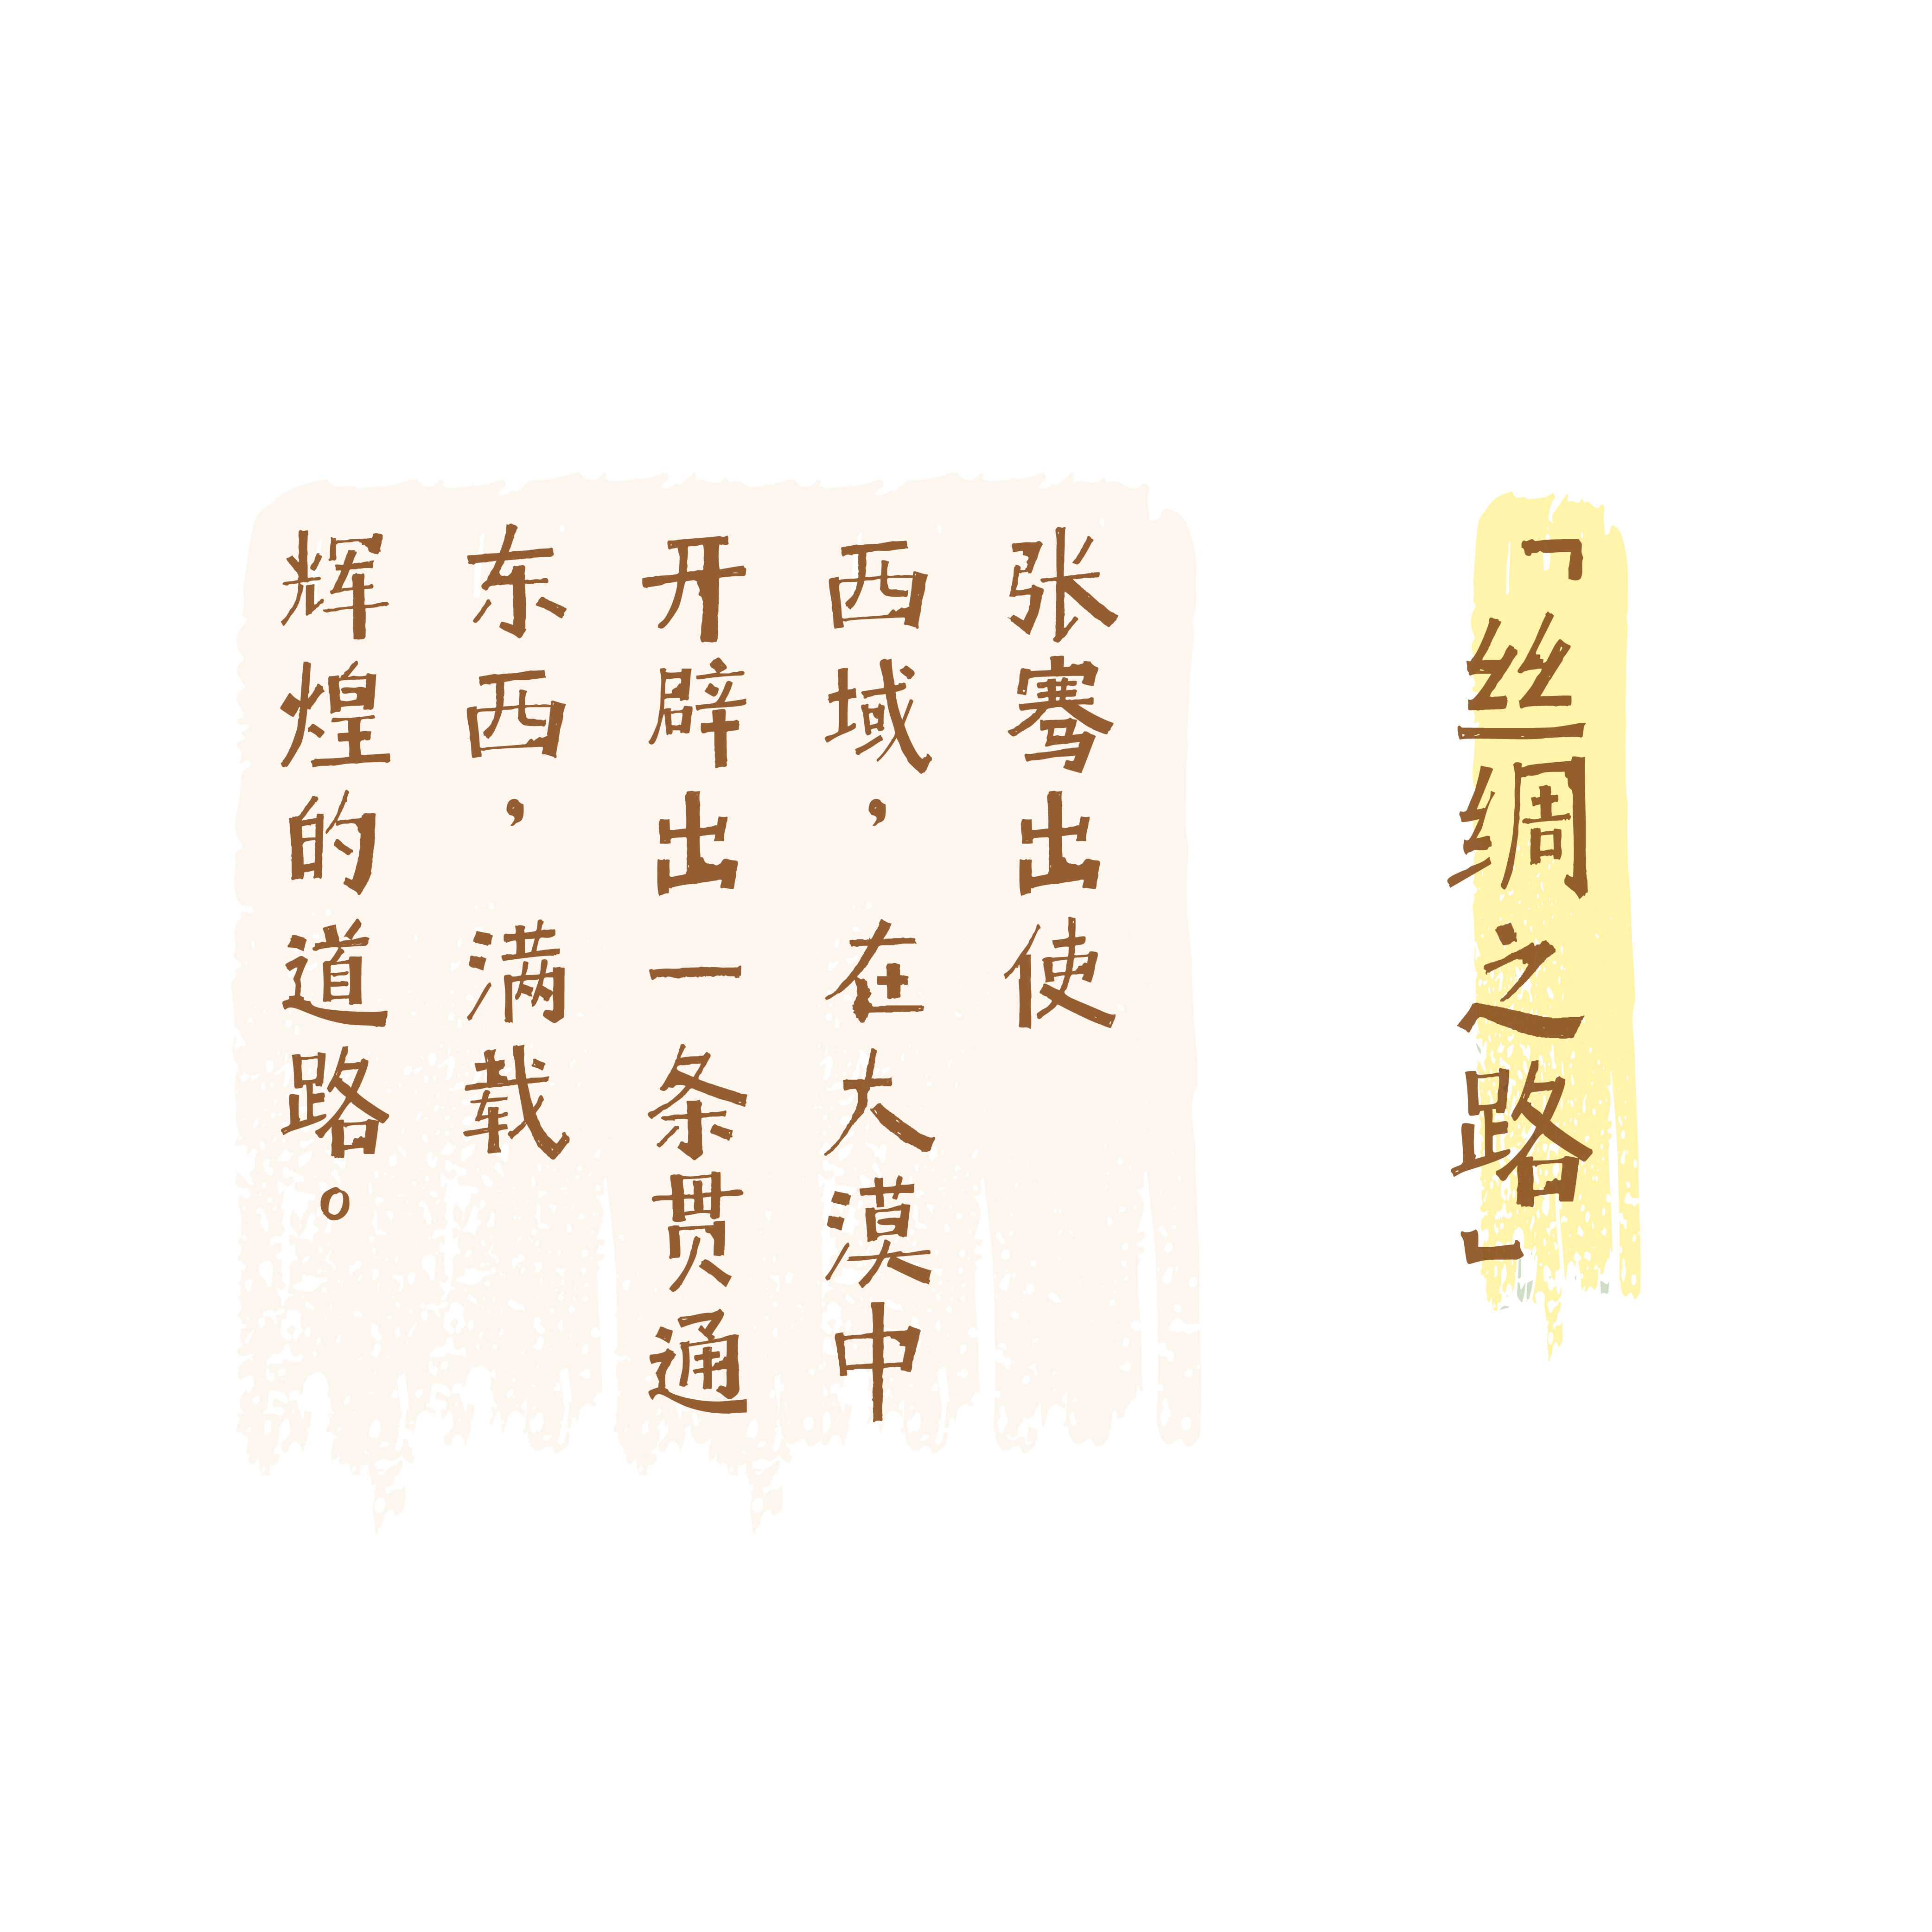 「丝绸之路」
张骞出使
西域，在大漠中
开辟出一条贯通
东西，满载
辉煌的道路。